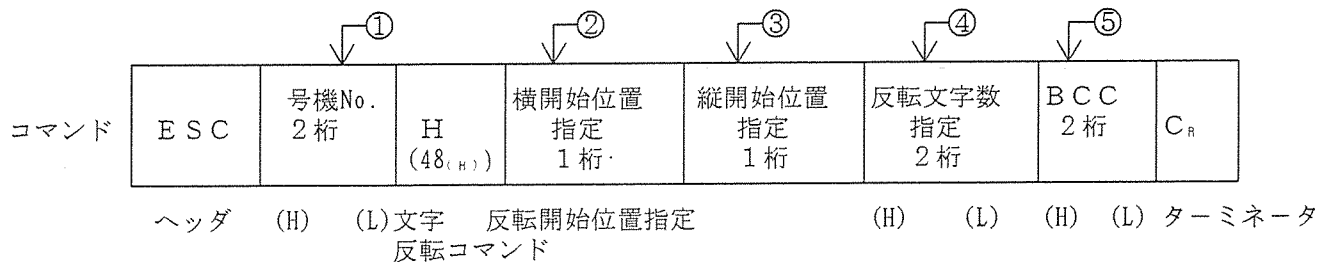 ① ② ③ ④ ⑤
コマンド
ESC
号機No.
2桁
H
(48(H))
横開始位置
指定
1桁
縦開始位置
指定
1桁
反転文字数
指定
2桁
BCC
2桁
CR
ヘッダ (H) (L) 文字 反転開始位置指定 (H) (L) (H) (L) ターミネータ
反転コマンド